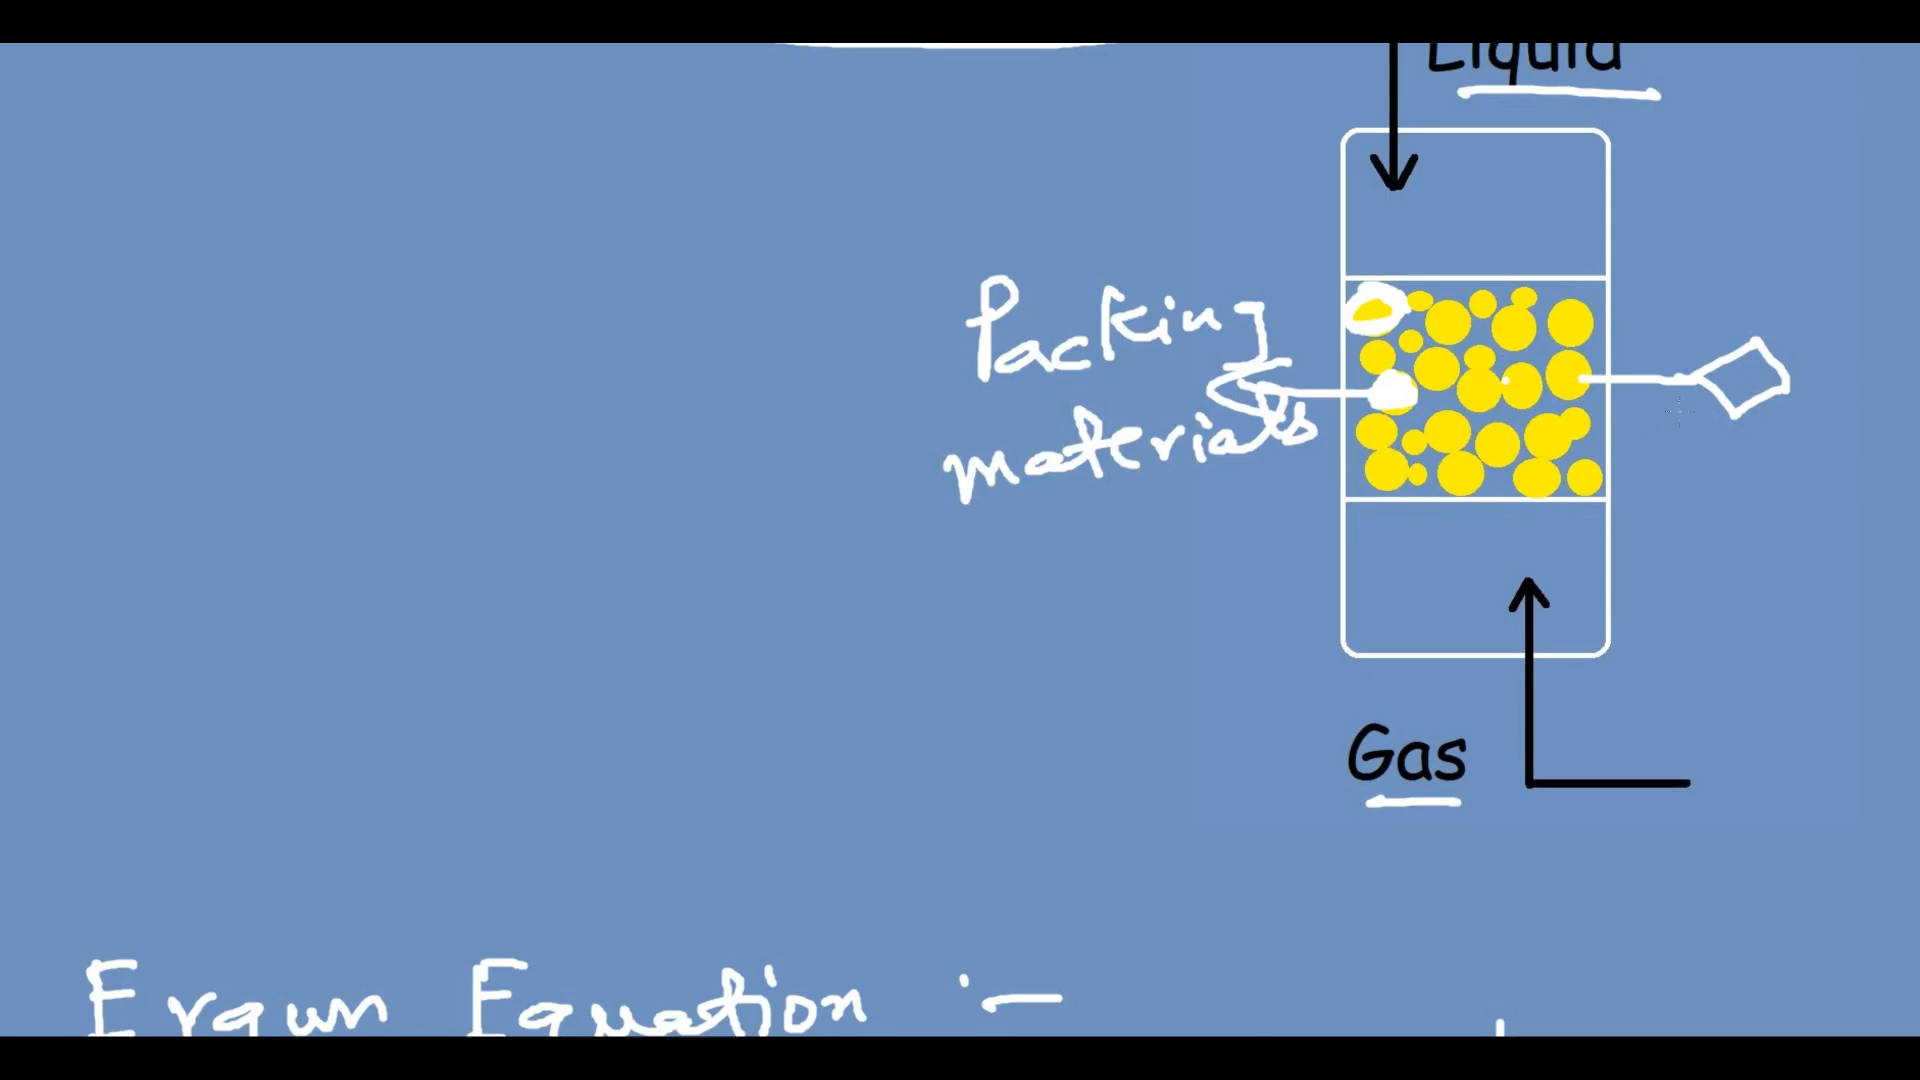 Liquid
Packing
materials
Gas
Ergun Equation :-